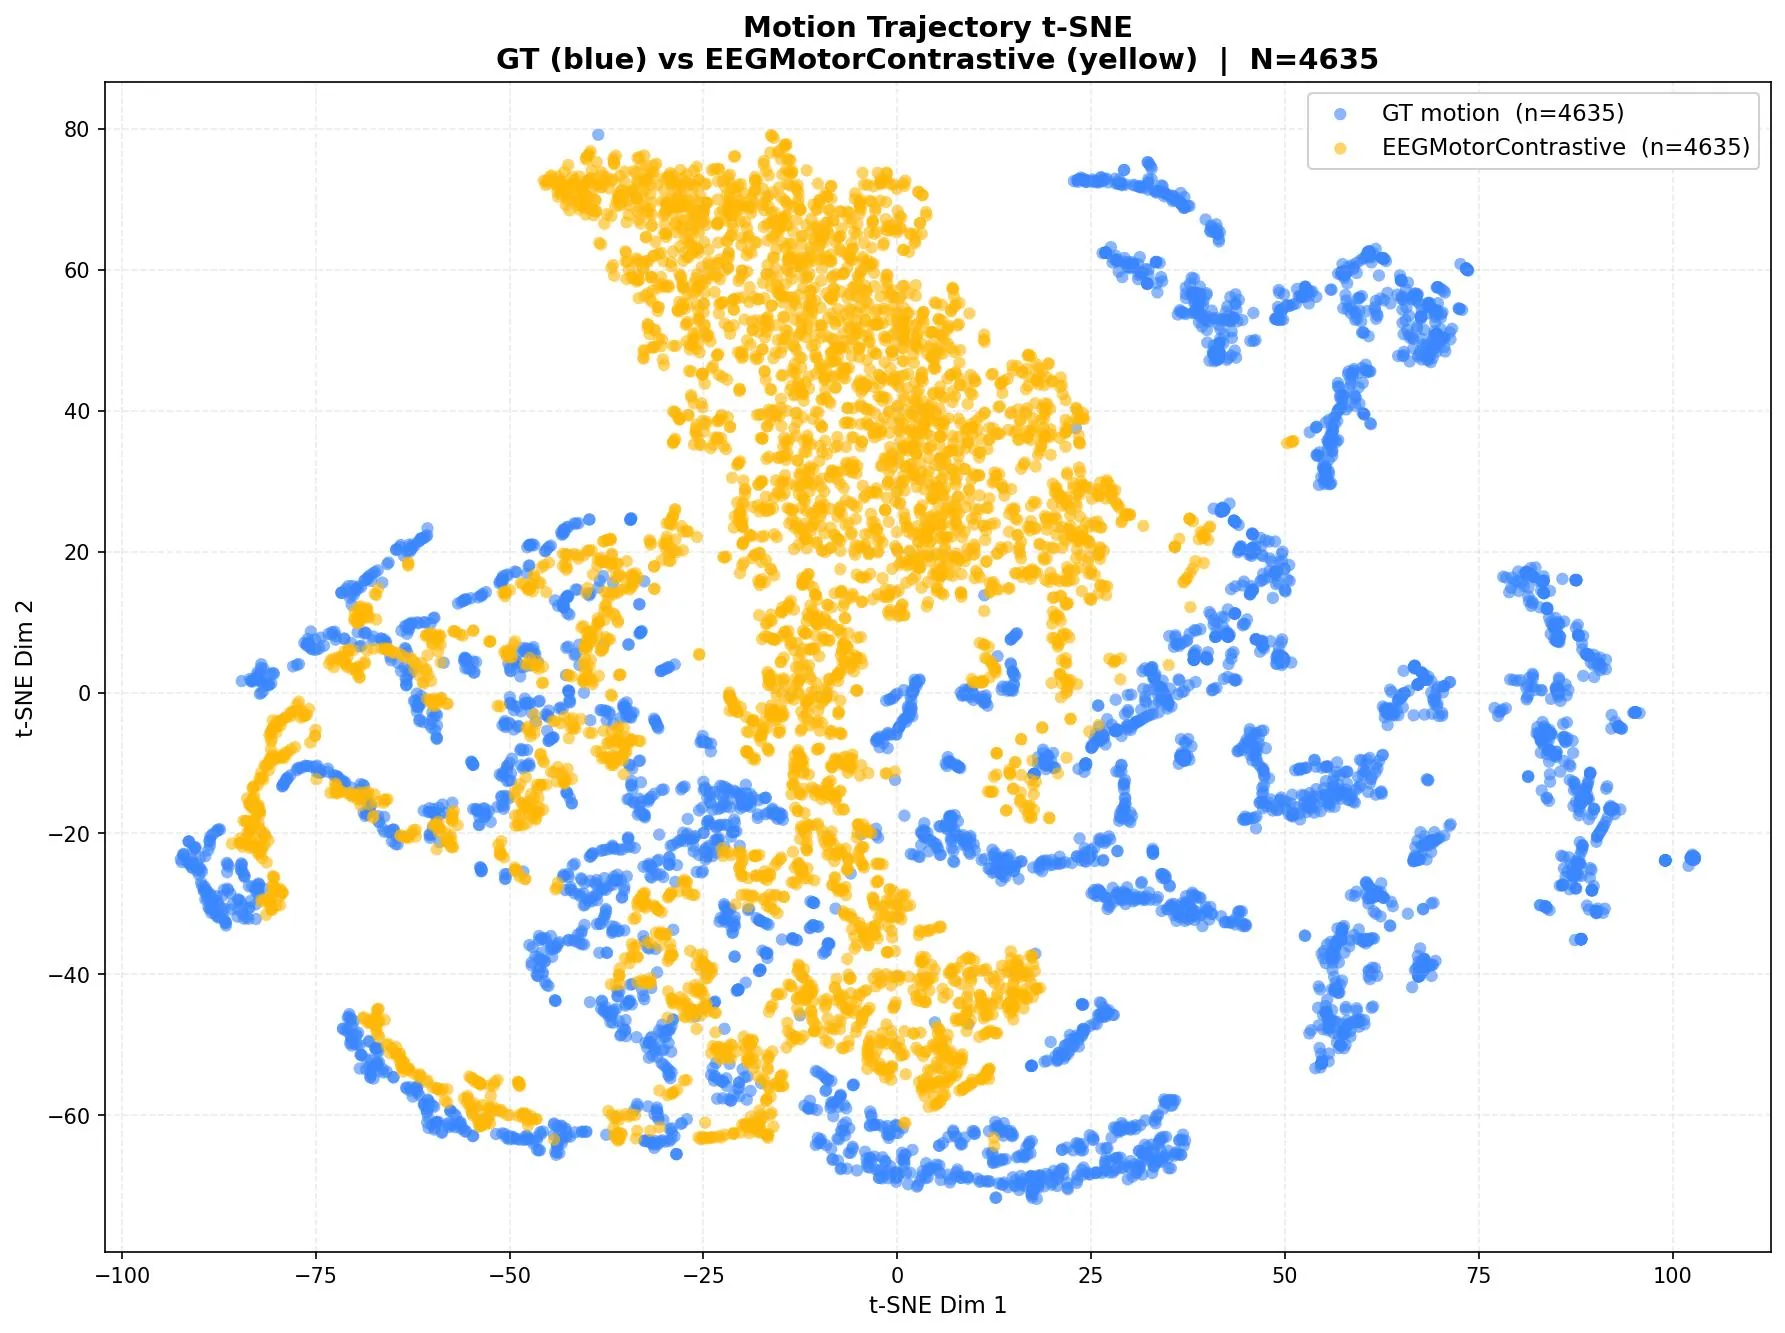 Motion Trajectory t-SNE
GT (blue) vs EEGMotorContrastive (yellow)  |  N=4635
GT motion  (n=4635)
EEGMotorContrastive  (n=4635)
80
60
40
20
0
−20
−40
−60
t-SNE Dim 2
−100
−75
−50
−25
0
25
50
75
100
t-SNE Dim 1